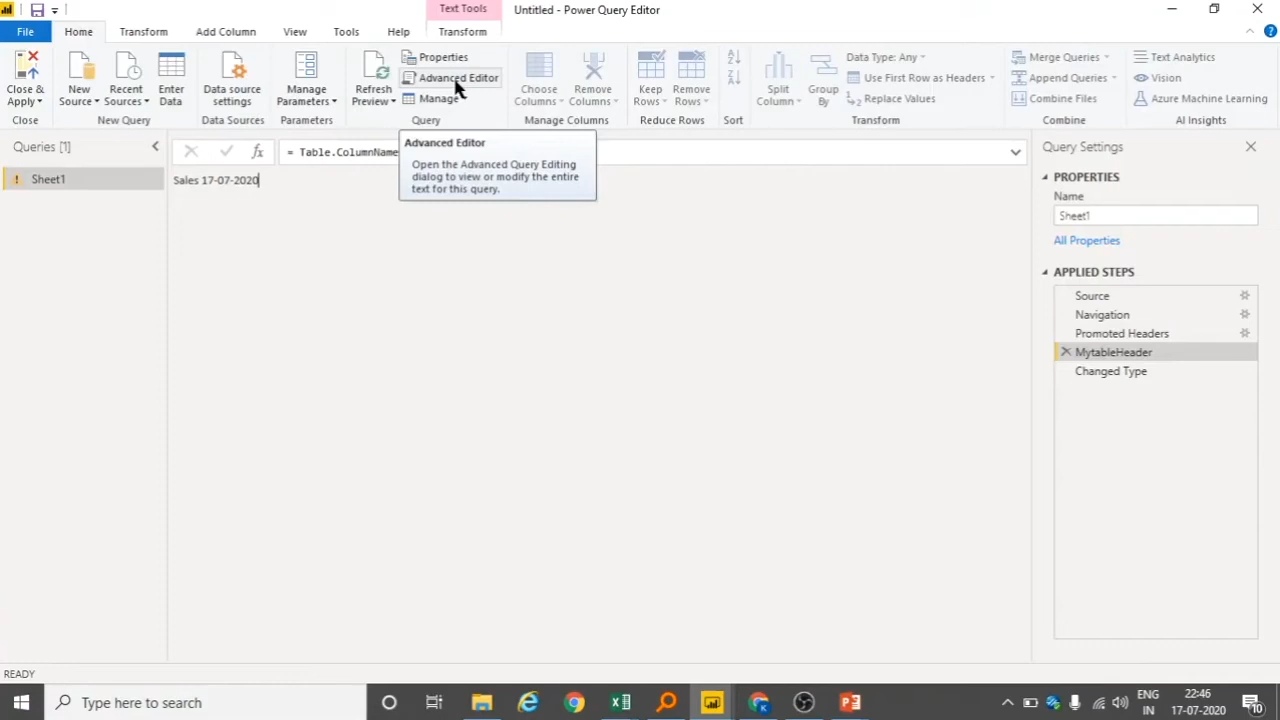 Text Tools
Untitled - Power Query Editor
File
Home
Transform
Add Column
View
Tools
Help
Transform
Close &
Apply
Close
New
Source
Recent
Sources
Enter
Data
New Query
Data source
settings
Data Sources
Manage
Parameters
Parameters
Refresh
Preview
Properties
Advanced Editor
Manage
Query
Choose
Columns
Remove
Columns
Manage Columns
Keep
Rows
Remove
Rows
Reduce Rows
Sort
Split
Column
Group
By
Data Type: Any
Use First Row as Headers
Replace Values
Transform
Merge Queries
Append Queries
Combine Files
Combine
Text Analytics
Vision
Azure Machine Learning
AI Insights
Queries [1]
Sheet1
fx
= Table.ColumnName
Sales 17-07-2020
Advanced Editor
Open the Advanced Query Editing
dialog to view or modify the entire
text for this query.
Query Settings
PROPERTIES
Name
Sheet1
All Properties
APPLIED STEPS
Source
Navigation
Promoted Headers
MytableHeader
Changed Type
READY
Type here to search
ENG
IN
22:46
17-07-2020
10